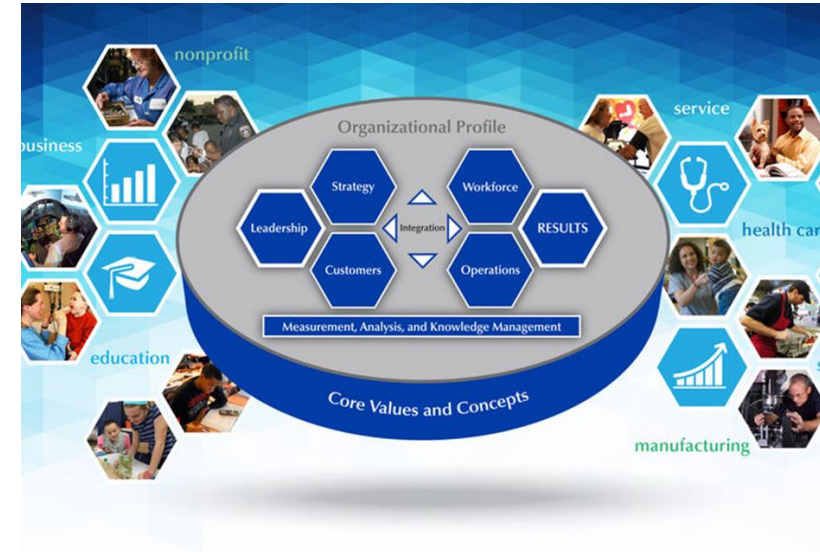 nonprofit
service
Organizational Profile
Strategy
Workforce
Leadership
Integration
RESULTS
Customers
Operations
health car
Measurement, Analysis, and Knowledge Management
education
Core Values and Concepts
manufacturing
usiness